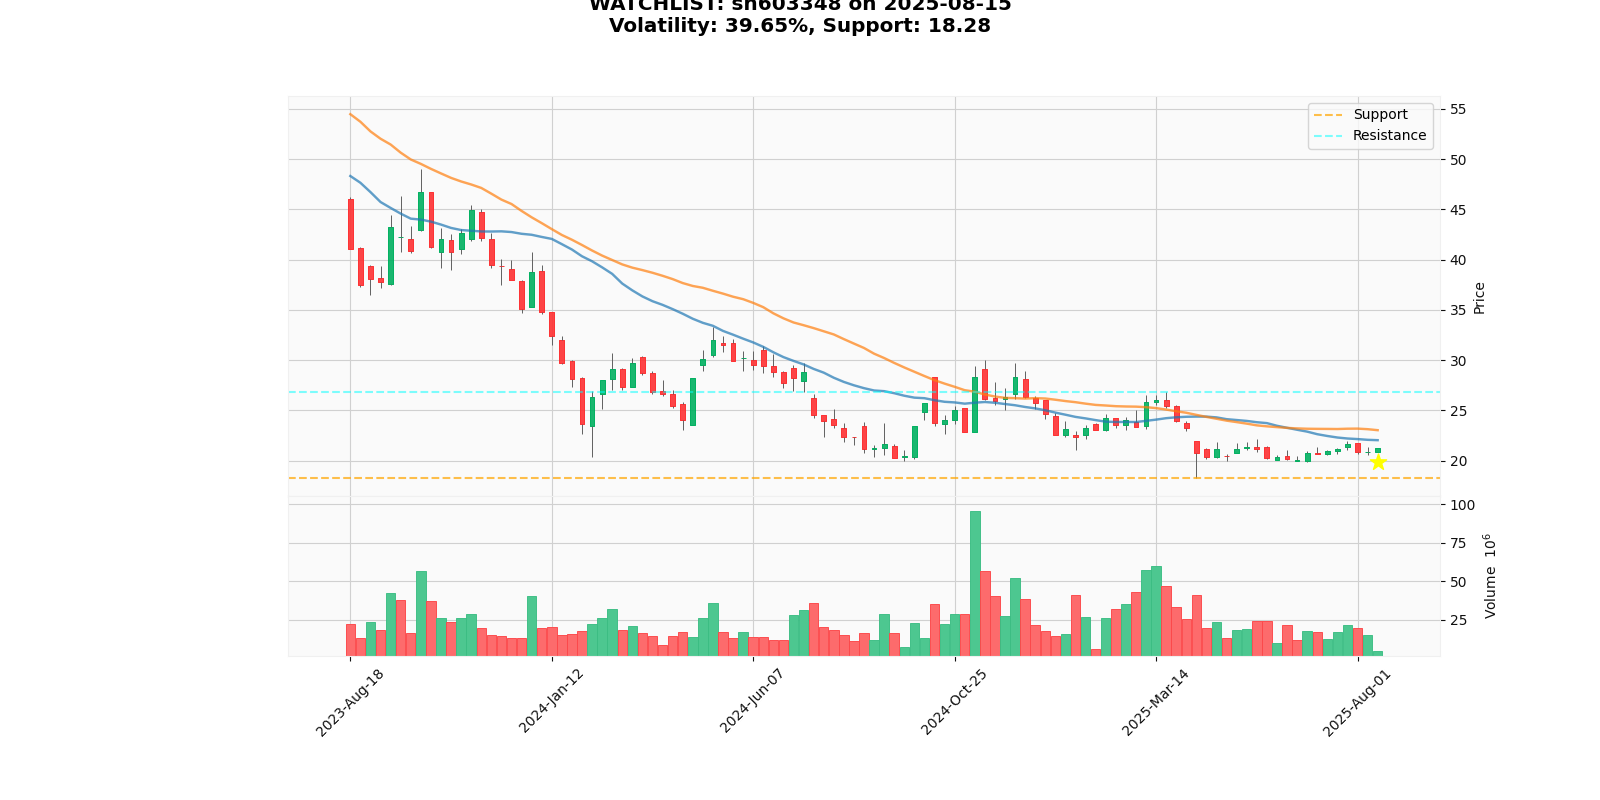 WATCHLIST: sh603348 on 2025-08-15
Volatility: 39.65%, Support: 18.28
Support
Resistance
55
50
45
40
35
30
25
20
Price
100
75
50
25
Volume 10⁶
2023-Aug-18
2024-Jan-12
2024-Jun-07
2024-Oct-25
2025-Mar-14
2025-Aug-01